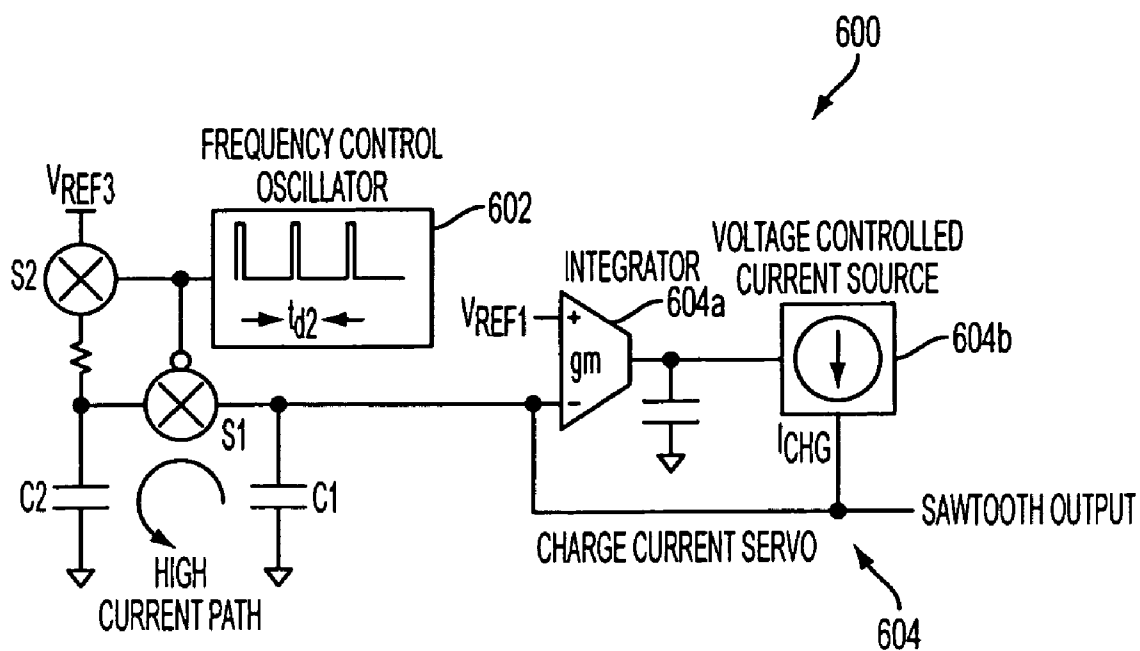 600
FREQUENCY CONTROL
OSCILLATOR
VREF3
602
S2
td2
VOLTAGE CONTROLLED
CURRENT SOURCE
INTEGRATOR
604a
VREF1
+
gm
−
604b
S1
ICHG
C2
C1
SAWTOOTH OUTPUT
CHARGE CURRENT SERVO
HIGH
CURRENT PATH
604